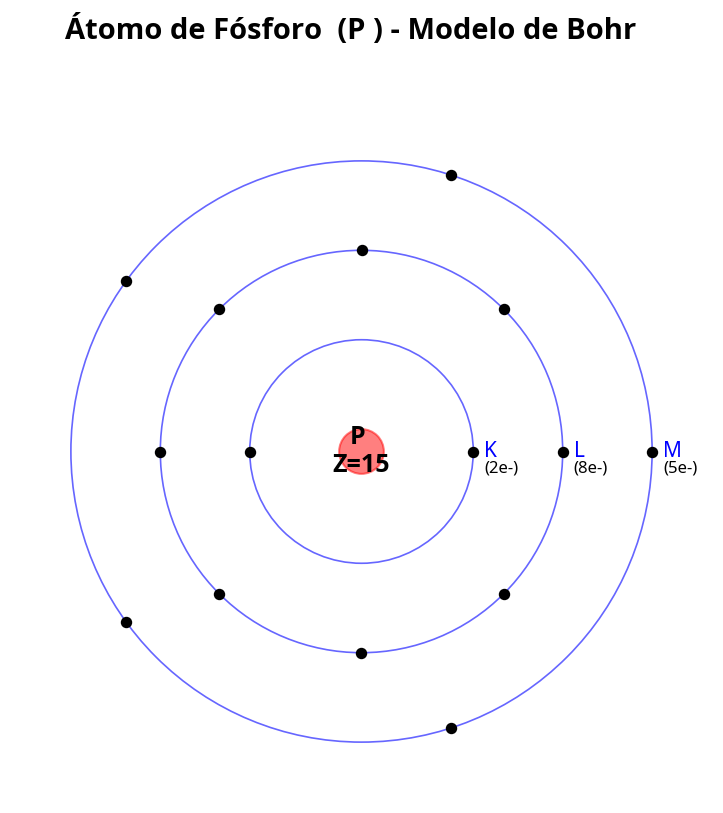 Átomo de Fósforo  (P ) - Modelo de Bohr
P
Z=15
K
(2e-)
L
(8e-)
M
(5e-)